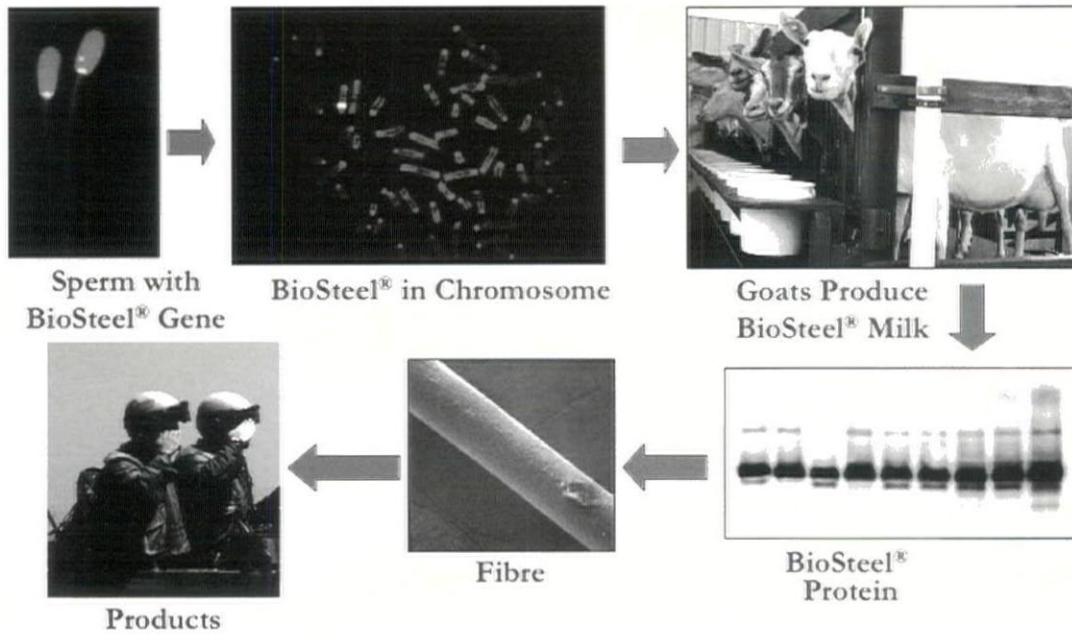 Sperm with
BioSteel® Gene
BioSteel® in Chromosome
Goats Produce
BioSteel® Milk
BioSteel®
Protein
Fibre
Products